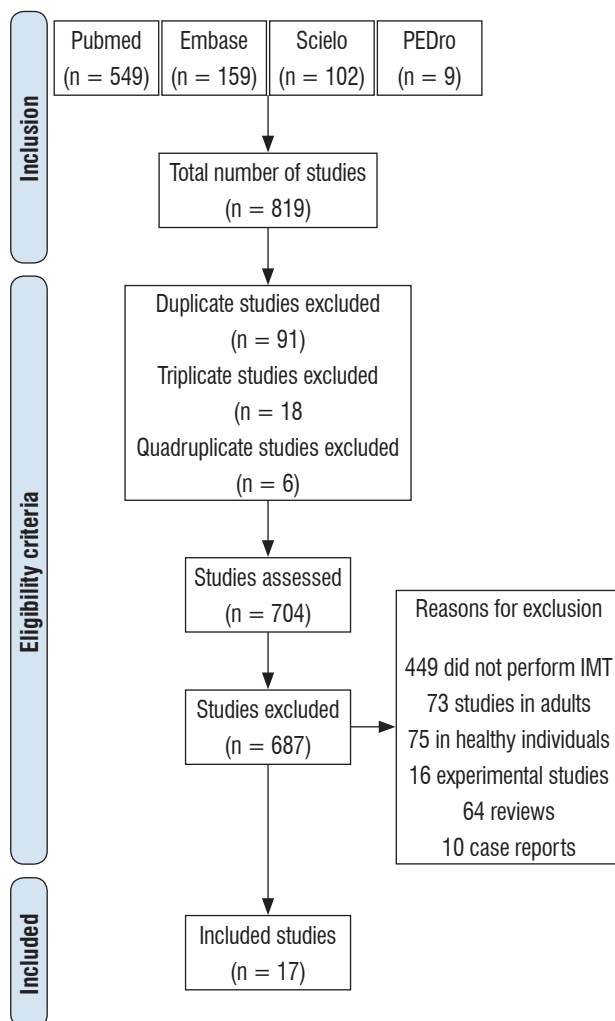 Inclusion
Pubmed
(n = 549)
Embase
(n = 159)
Scielo
(n = 102)
PEDro
(n = 9)
Total number of studies
(n = 819)
Eligibility criteria
Duplicate studies excluded
(n = 91)
Triplicate studies excluded
(n = 18
Quadruplicate studies excluded
(n = 6)
Studies assessed
(n = 704)
Studies excluded
(n = 687)
Reasons for exclusion
449 did not perform IMT
73 studies in adults
75 in healthy individuals
16 experimental studies
64 reviews
10 case reports
Included
Included studies
(n = 17)